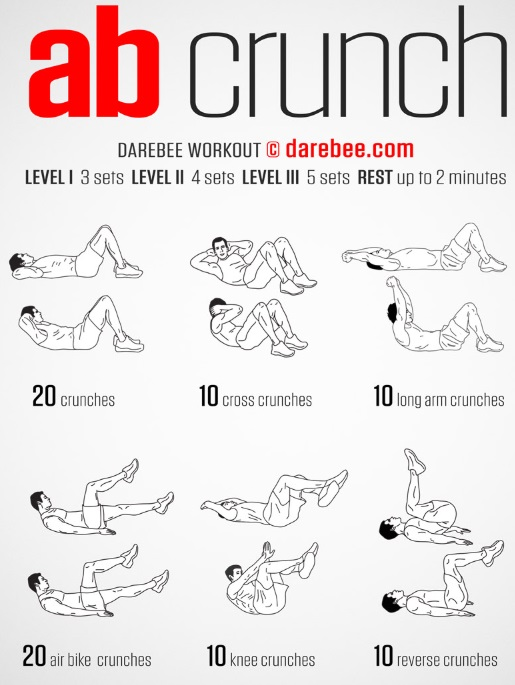 ab crunch
DAREBEE WORKOUT © darebee.com
LEVEL I 3 sets LEVEL II 4 sets LEVEL III 5 sets REST up to 2 minutes
20 crunches
10 cross crunches
10 long arm crunches
20 air bike crunches
10 knee crunches
10 reverse crunches